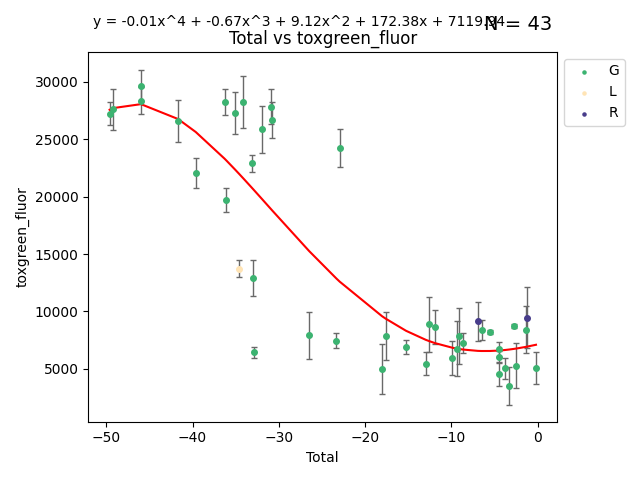 y = -0.01x^4 + -0.67x^3 + 9.12x^2 + 172.38x + 7119.94
N = 43
Total vs toxgreen_fluor
30000
25000
20000
15000
10000
5000
toxgreen_fluor
-50
-40
-30
-20
-10
0
Total
G
L
R